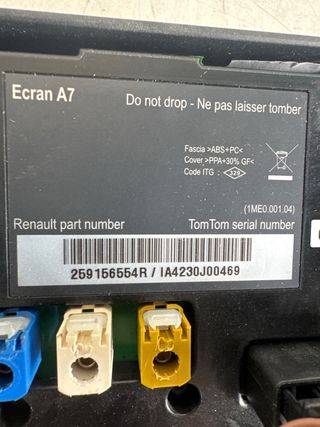 Ecran A7
Do not drop - Ne pas laisser tomber
Fascia >ABS+PC<
Cover >PPA+30% GF<
Code ITG : 325
(1ME0.001.04)
Renault part number TomTom serial number
259156554R / IA4230J00469